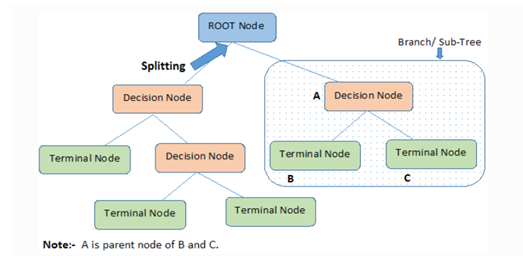 ROOT Node
Branch/ Sub-Tree
Splitting
A
Decision Node
Decision Node
Terminal Node
Decision Node
Terminal Node
Terminal Node
B
C
Terminal Node
Terminal Node
Note:- A is parent node of B and C.